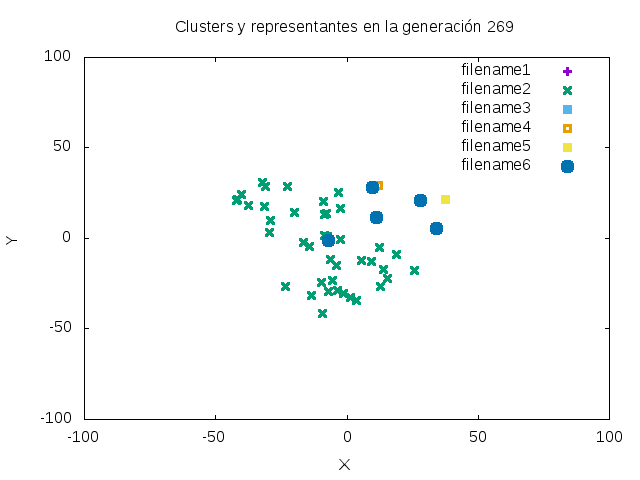 Clusters y representantes en la generación 269
filename1
filename2
filename3
filename4
filename5
filename6
100
50
0
-50
-100
Y
-100 -50 0 50 100
X